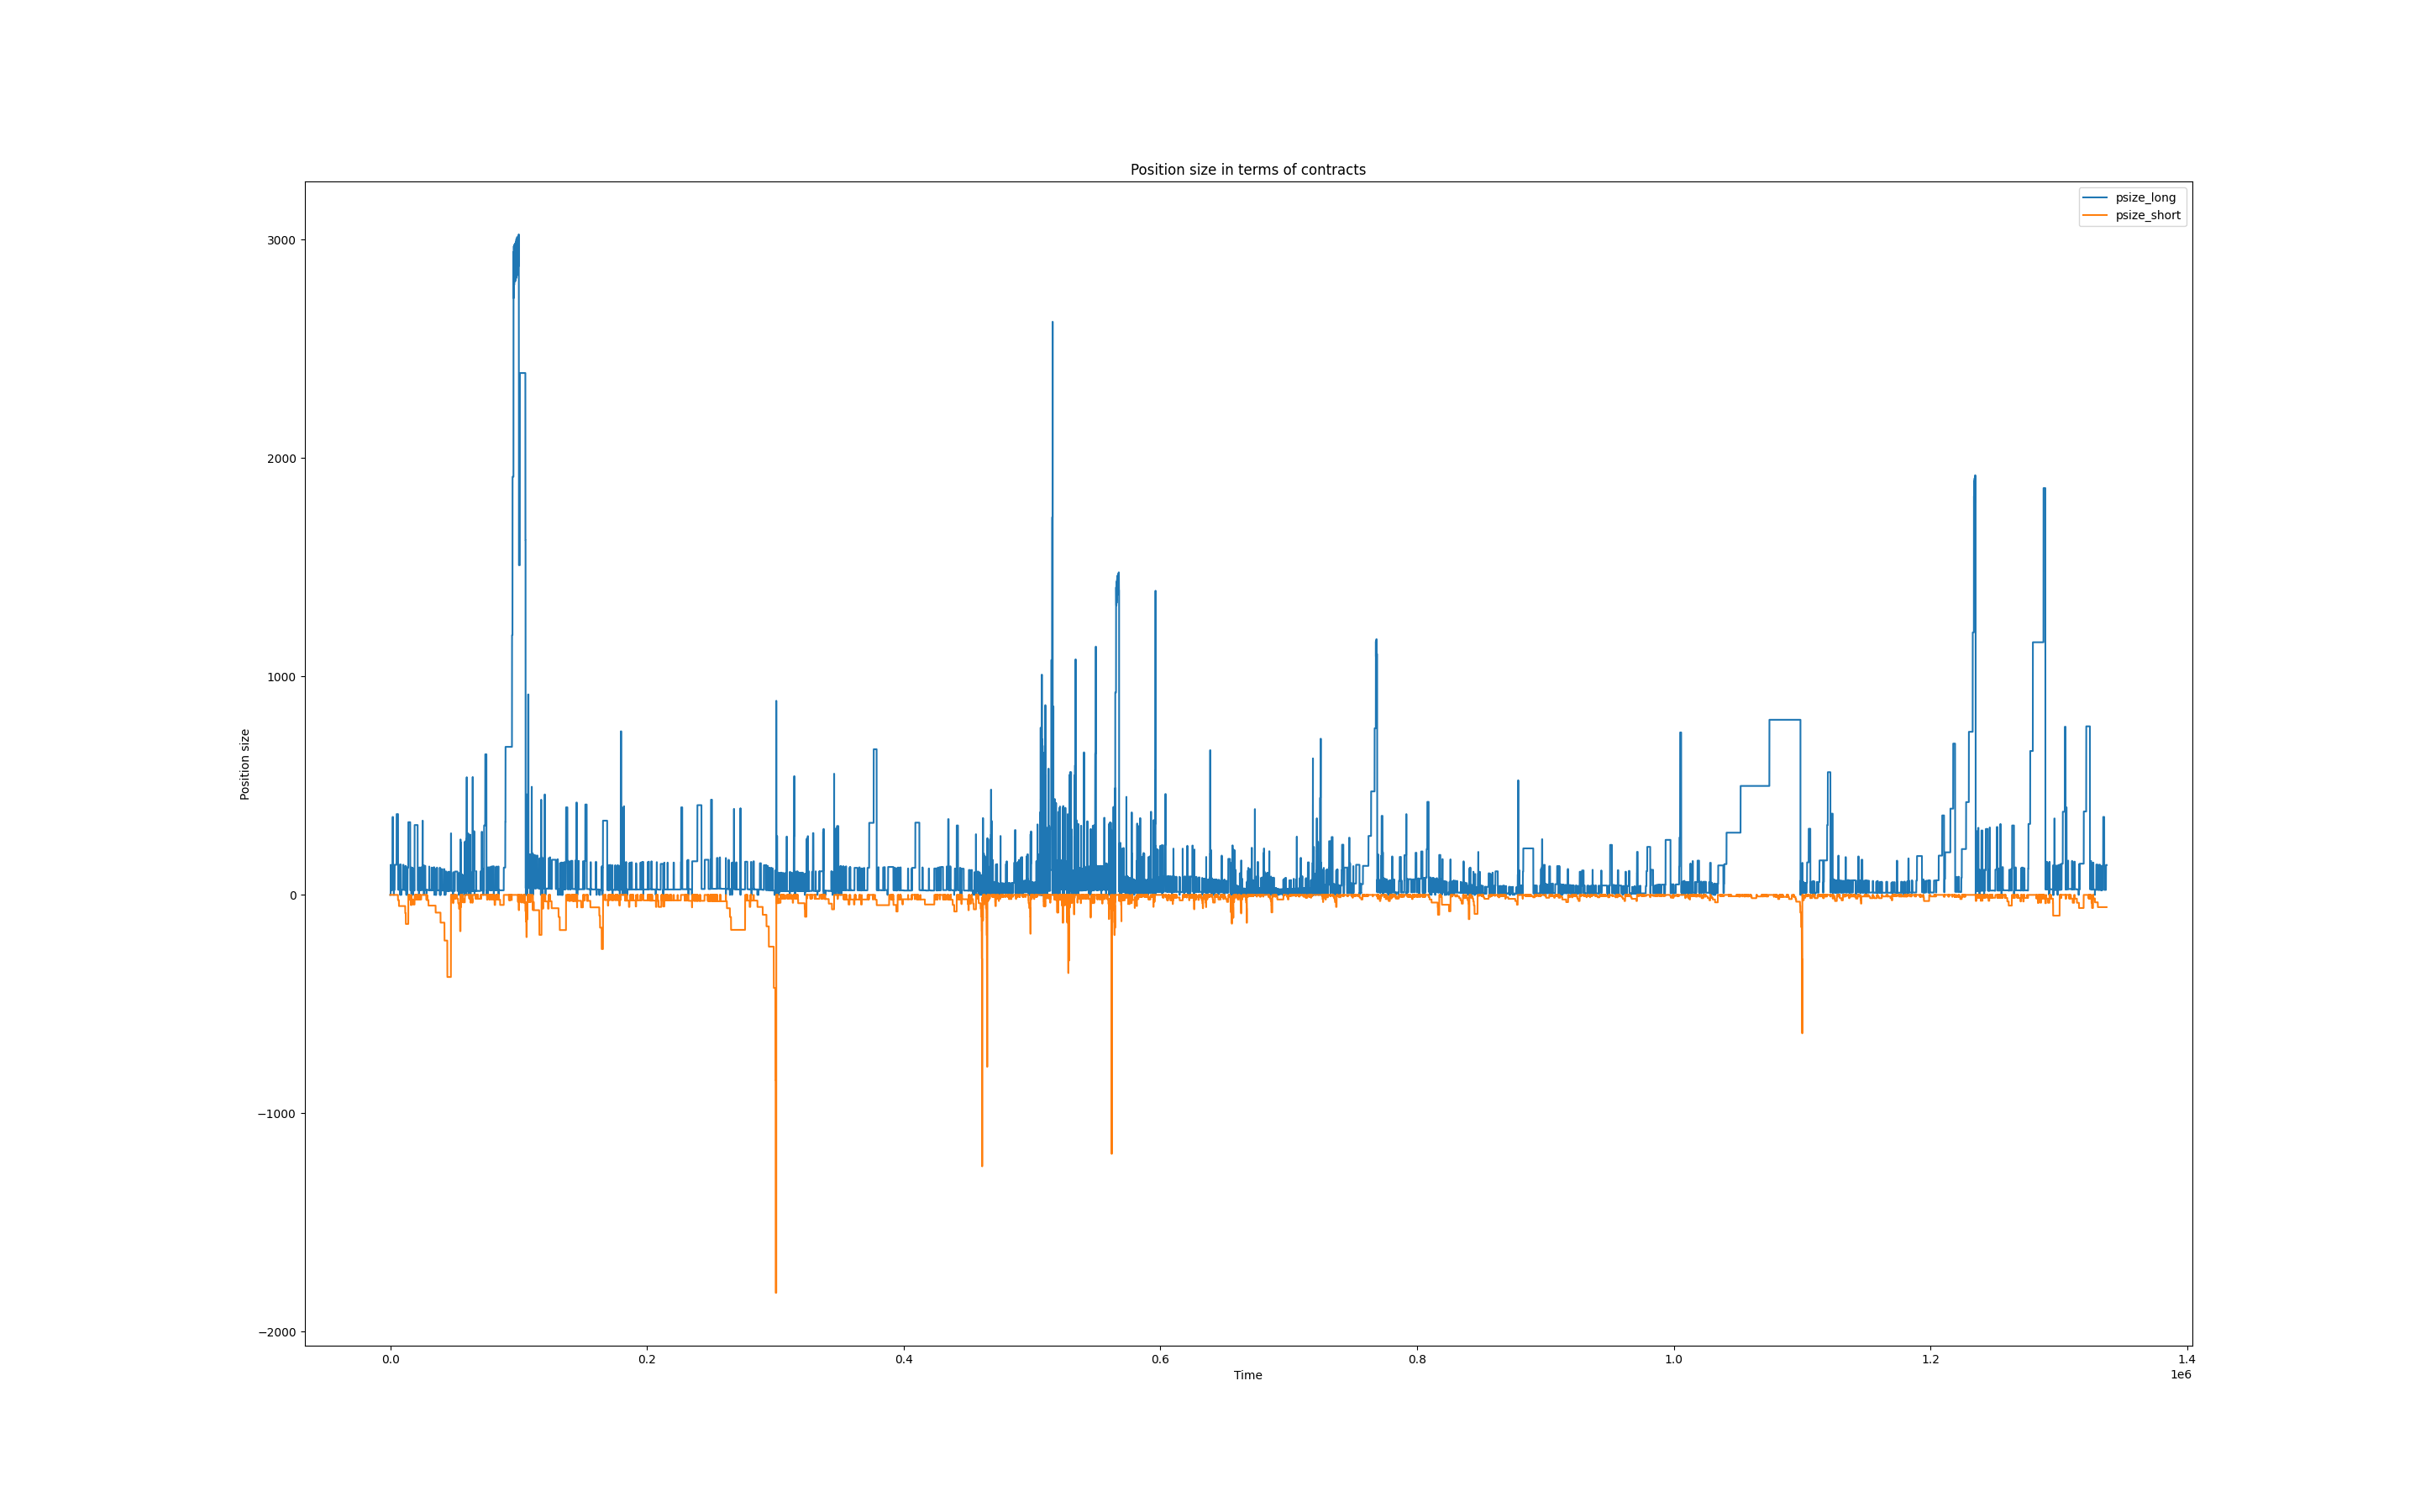 Position size in terms of contracts
psize_long
psize_short
3000
2000
1000
0
−1000
−2000
Position size
0.0 0.2 0.4 0.6 0.8 1.0 1.2 1.4
Time
1e6